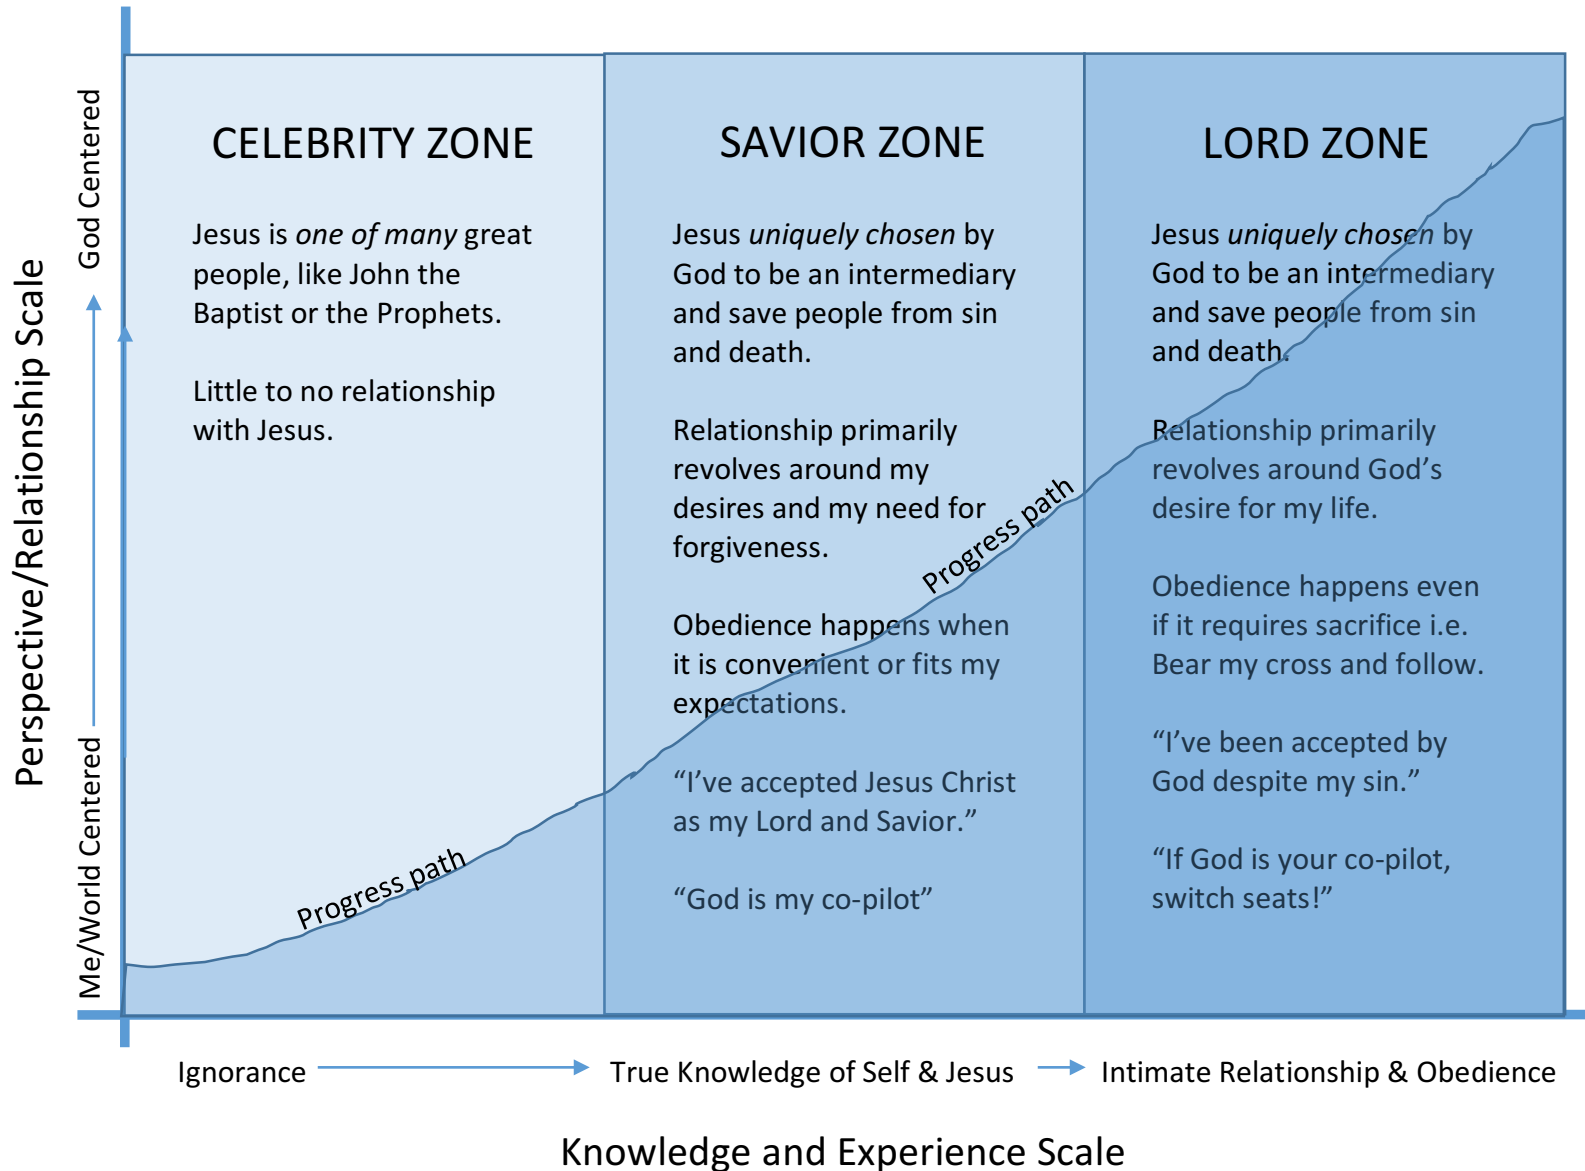 CELEBRITY ZONE
Jesus is one of many great
people, like John the
Baptist or the Prophets.
Little to no relationship
with Jesus.
SAVIOR ZONE
Jesus uniquely chosen by
God to be an intermediary
and save people from sin
and death.
Relationship primarily
revolves around my
desires and my need for
forgiveness.
Obedience happens when
it is convenient or fits my
expectations.
“I’ve accepted Jesus Christ
as my Lord and Savior.”
“God is my co-pilot”
LORD ZONE
Jesus uniquely chosen by
God to be an intermediary
and save people from sin
and death.
Relationship primarily
revolves around God’s
desire for my life.
Obedience happens even
if it requires sacrifice i.e.
Bear my cross and follow.
“I’ve been accepted by
God despite my sin.”
“If God is your co-pilot,
switch seats!”
Progress path
Progress path
Perspective/Relationship Scale
God Centered
Me/World Centered
Ignorance
True Knowledge of Self & Jesus
Intimate Relationship & Obedience
Knowledge and Experience Scale